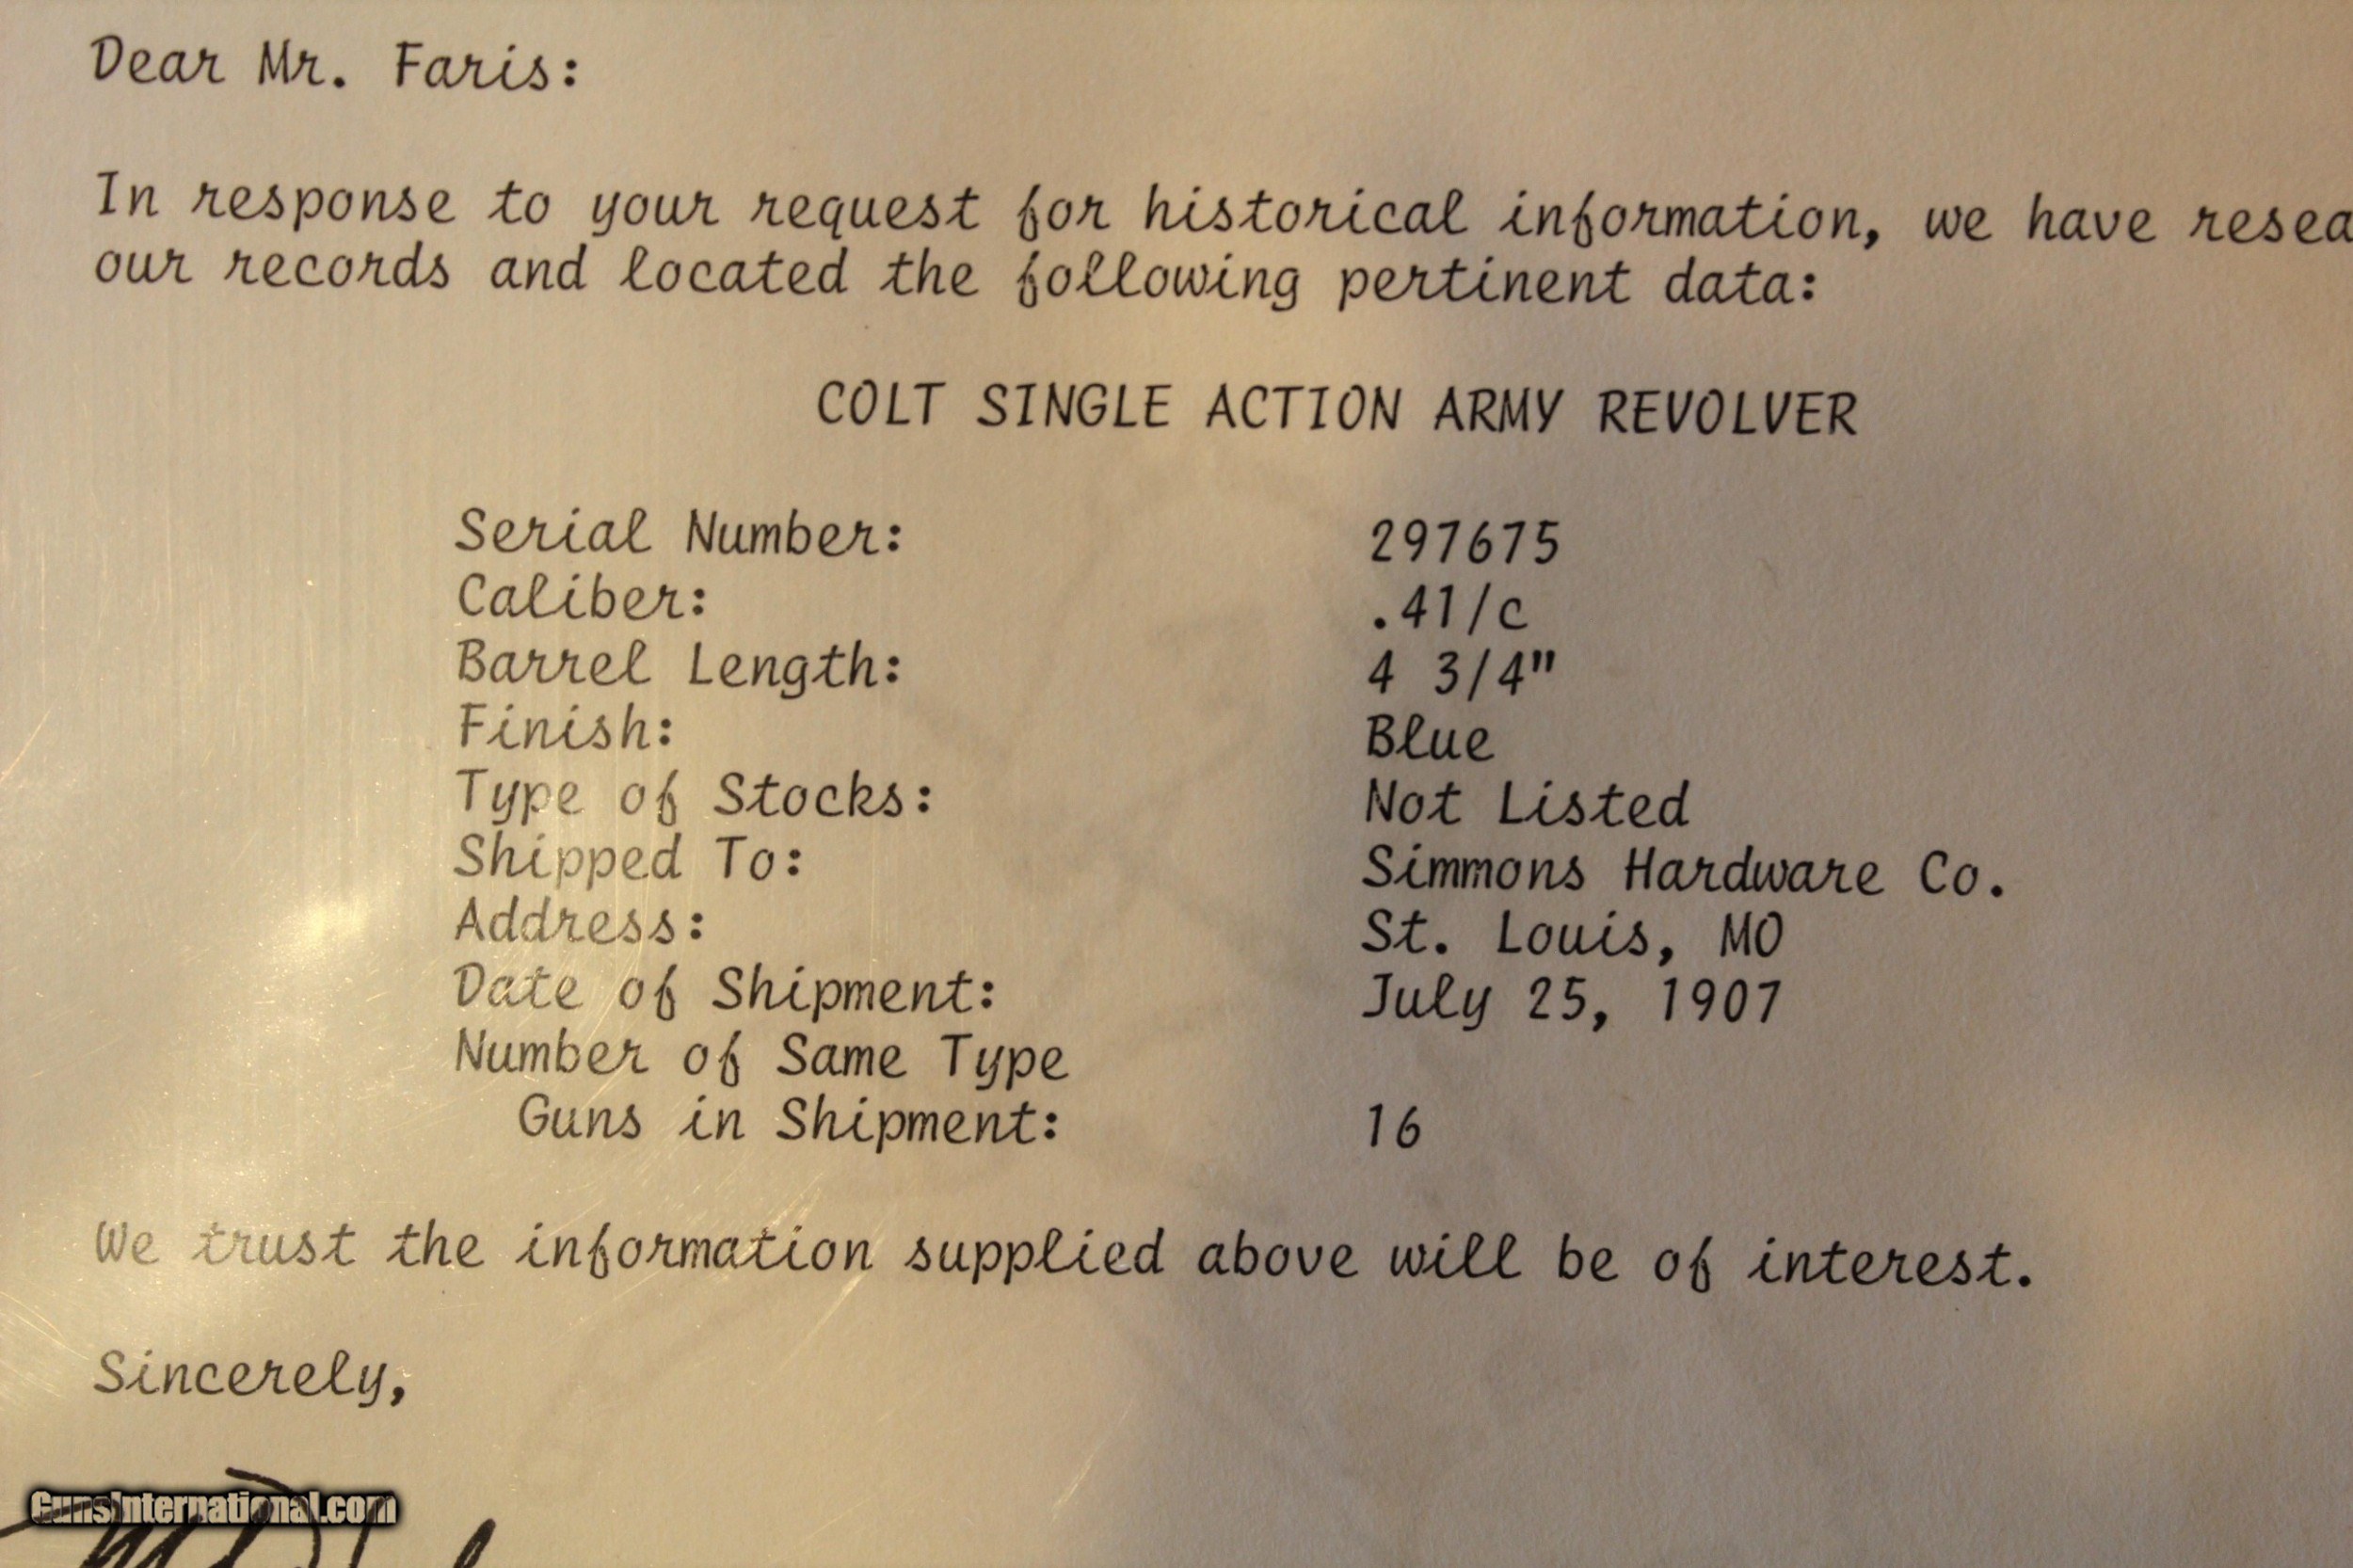 Dear Mr. Faris:
In response to your request for historical information, we have resea
our records and located the following pertinent data:
COLT SINGLE ACTION ARMY REVOLVER
Serial Number: 297675
Caliber: .41/c
Barrel Length: 4 3/4"
Finish: Blue
Type of Stocks: Not Listed
Shipped To: Simmons Hardware Co.
Address: St. Louis, MO
Date of Shipment: July 25, 1907
Number of Same Type
Guns in Shipment: 16
We trust the information supplied above will be of interest.
Sincerely,
GunsInternational.com